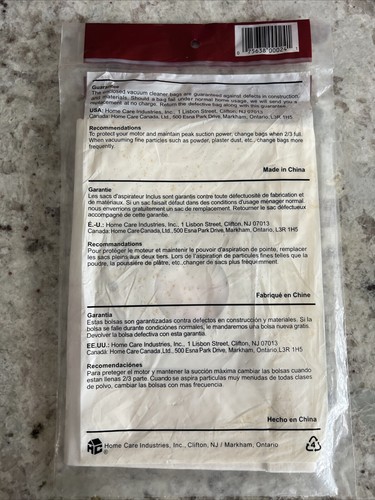 73638 00024
Guarantee
The enclosed vacuum cleaner bags are guaranteed against defects in construction
and materials. Should a bag fail under normal home usage, we will send you a
replacement at no charge. Return the defective bag along with this guarantee.
USA: Home Care Industries, Inc., 1 Lisbon Street, Clifton, NJ 07013
Canada: Home Care Canada, Ltd., 500 Esna Park Drive, Markham, Ontario. L3R 1H5
Recommendations
To protect your motor and maintain peak suction power, change bags when 2/3 full.
When vacuuming fine particles such as powder, plaster dust, etc., change bags more
frequently.
Made in China
Garantie
Les sacs d'aspirateur inclus sont garantis contre toute défectuosité de fabrication et
de matériaux. Si un sac faisait défaut dans des conditions d'usage ménager normal,
nous enverrions gratuitement un sac de remplacement. Retourner le sac défectueux
accompagné de cette garantie.
É.-U.: Home Care Industries, Inc., 1 Lisbon Street, Clifton, NJ 07013
Canada: Home Care Canada, Ltd., 500 Esna Park Drive, Markham, Ontario, L3R 1H5
Recommandations
Pour protéger le moteur et maintenir le pouvoir d'aspiration de pointe, remplacer
les sacs pleins aux deux tiers. Lors de l'aspiration de particules fines telles que la
poudre, la poussière de plâtre, etc.,changer de sacs plus fréquemment.
Fabriqué en Chine
Garantía
Estas bolsas son garantizadas contra defectos en construcción y materiales. Si la
bolsa se falle durante condiciónes normales, le mandaremos una bolsa nueva gratis.
Devolver la bolsa defectiva con esta garantía.
EE.UU.: Home Care Industries, Inc., 1 Lisbon Street, Clifton, NJ 07013
Canadá: Home Care Canada, Ltd., 500 Esna Park Drive, Markham, Ontario, L3R 1H5
Recomendaciónes
Para proteger el motor y mantener la succión máxima cambiar las bolsas cuando
estan llenas 2/3 parte. Cuando se aspira particulas muy menudas de todas clases
de polvo, cambiar las bolsas con mas frecuencia.
Hecho en China
® Home Care Industries, Inc., Clifton, NJ / Markham, Ontario
4